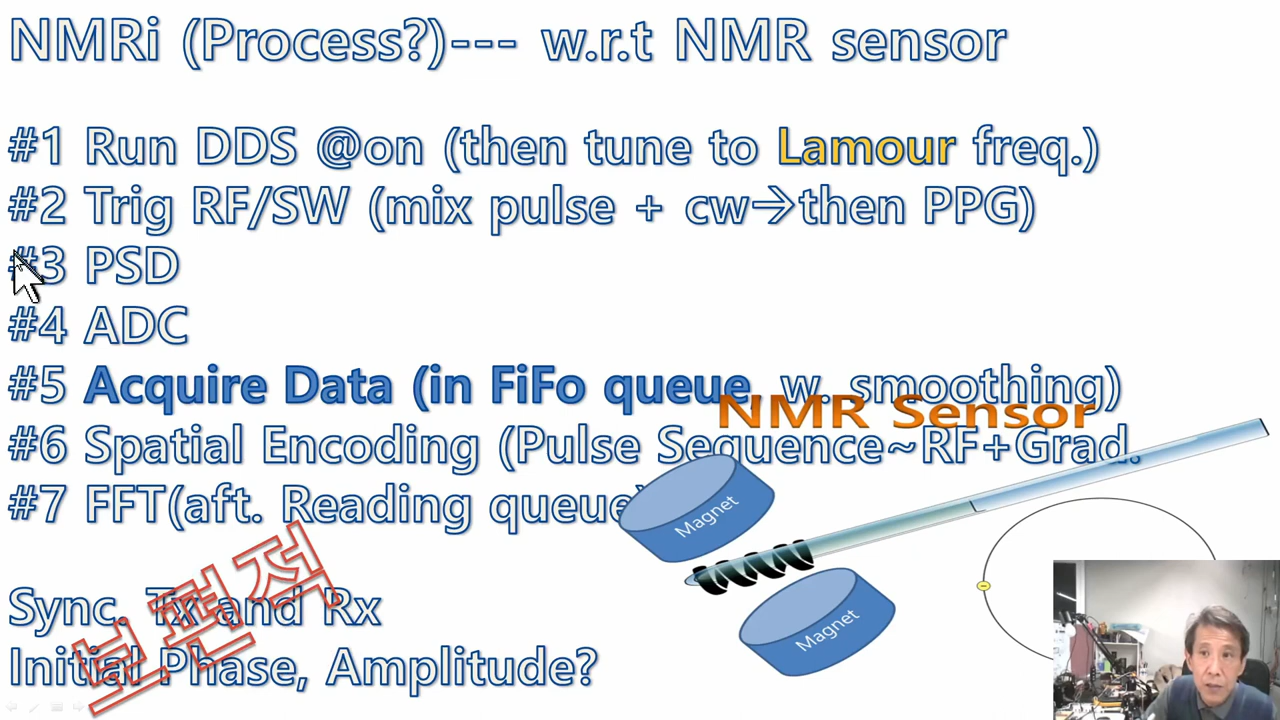 NMRi (Process?)--- w.r.t NMR sensor
#1 Run DDS @on (then tune to Lamour freq.)
#2 Trig RF/SW (mix pulse + cw→then PPG)
#3 PSD
#4 ADC
#5 Acquire Data (in FiFo queue, w. smoothing)
NMR Sensor
#6 Spatial Encoding (Pulse Sequence~RF+Grad.
#7 FFT(aft. Reading queue)
Magnet
Magnet
Sync. Tx and Rx
Initial Phase, Amplitude?
보편적